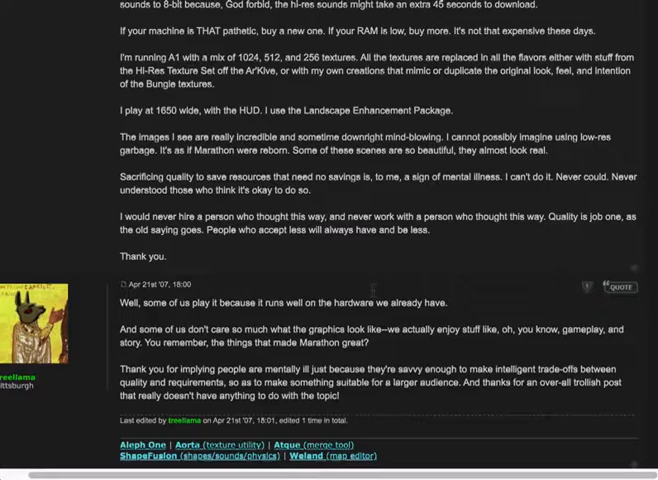 sounds to 8-bit because, God forbid, the hi-res sounds might take an extra 45 seconds to download.
If your machine is THAT pathetic, buy a new one. If your RAM is low, buy more. It's not that expensive these days.
I'm running A1 with a mix of 1024, 512, and 256 textures. All the textures are replaced in all the flavors either with stuff from
the Hi-Res Texture Set off the Ar'Kive, or with my own creations that mimic or duplicate the original look, feel, and intention
of the Bungie textures.
I play at 1650 wide, with the HUD. I use the Landscape Enhancement Package.
The images I see are really incredible and sometime downright mind-blowing. I cannot possibly imagine using low-res
garbage. It's as if Marathon were reborn. Some of these scenes are so beautiful, they almost look real.
Sacrificing quality to save resources that need no savings is, to me, a sign of mental illness. I can't do it. Never could. Never
understood those who think it's okay to do so.
I would never hire a person who thought this way, and never work with a person who thought this way. Quality is job one, as
the old saying goes. People who accept less will always have and be less.
Thank you.
Apr 21st '07, 18:00
! QUOTE
Well, some of us play it because it runs well on the hardware we already have.
And some of us don't care so much what the graphics look like--we actually enjoy stuff like, oh, you know, gameplay, and
story. You remember, the things that made Marathon great?
Thank you for implying people are mentally ill just because they're savvy enough to make intelligent trade-offs between
quality and requirements, so as to make something suitable for a larger audience. And thanks for an over-all trollish post
that really doesn't have anything to do with the topic!
reellama
ittsburgh
Last edited by treellama on Apr 21st '07, 18:01, edited 1 time in total.
Aleph One | Aorta (texture utility) | Atque (merge tool)
ShapeFusion (shapes/sounds/physics) | Weland (map editor)